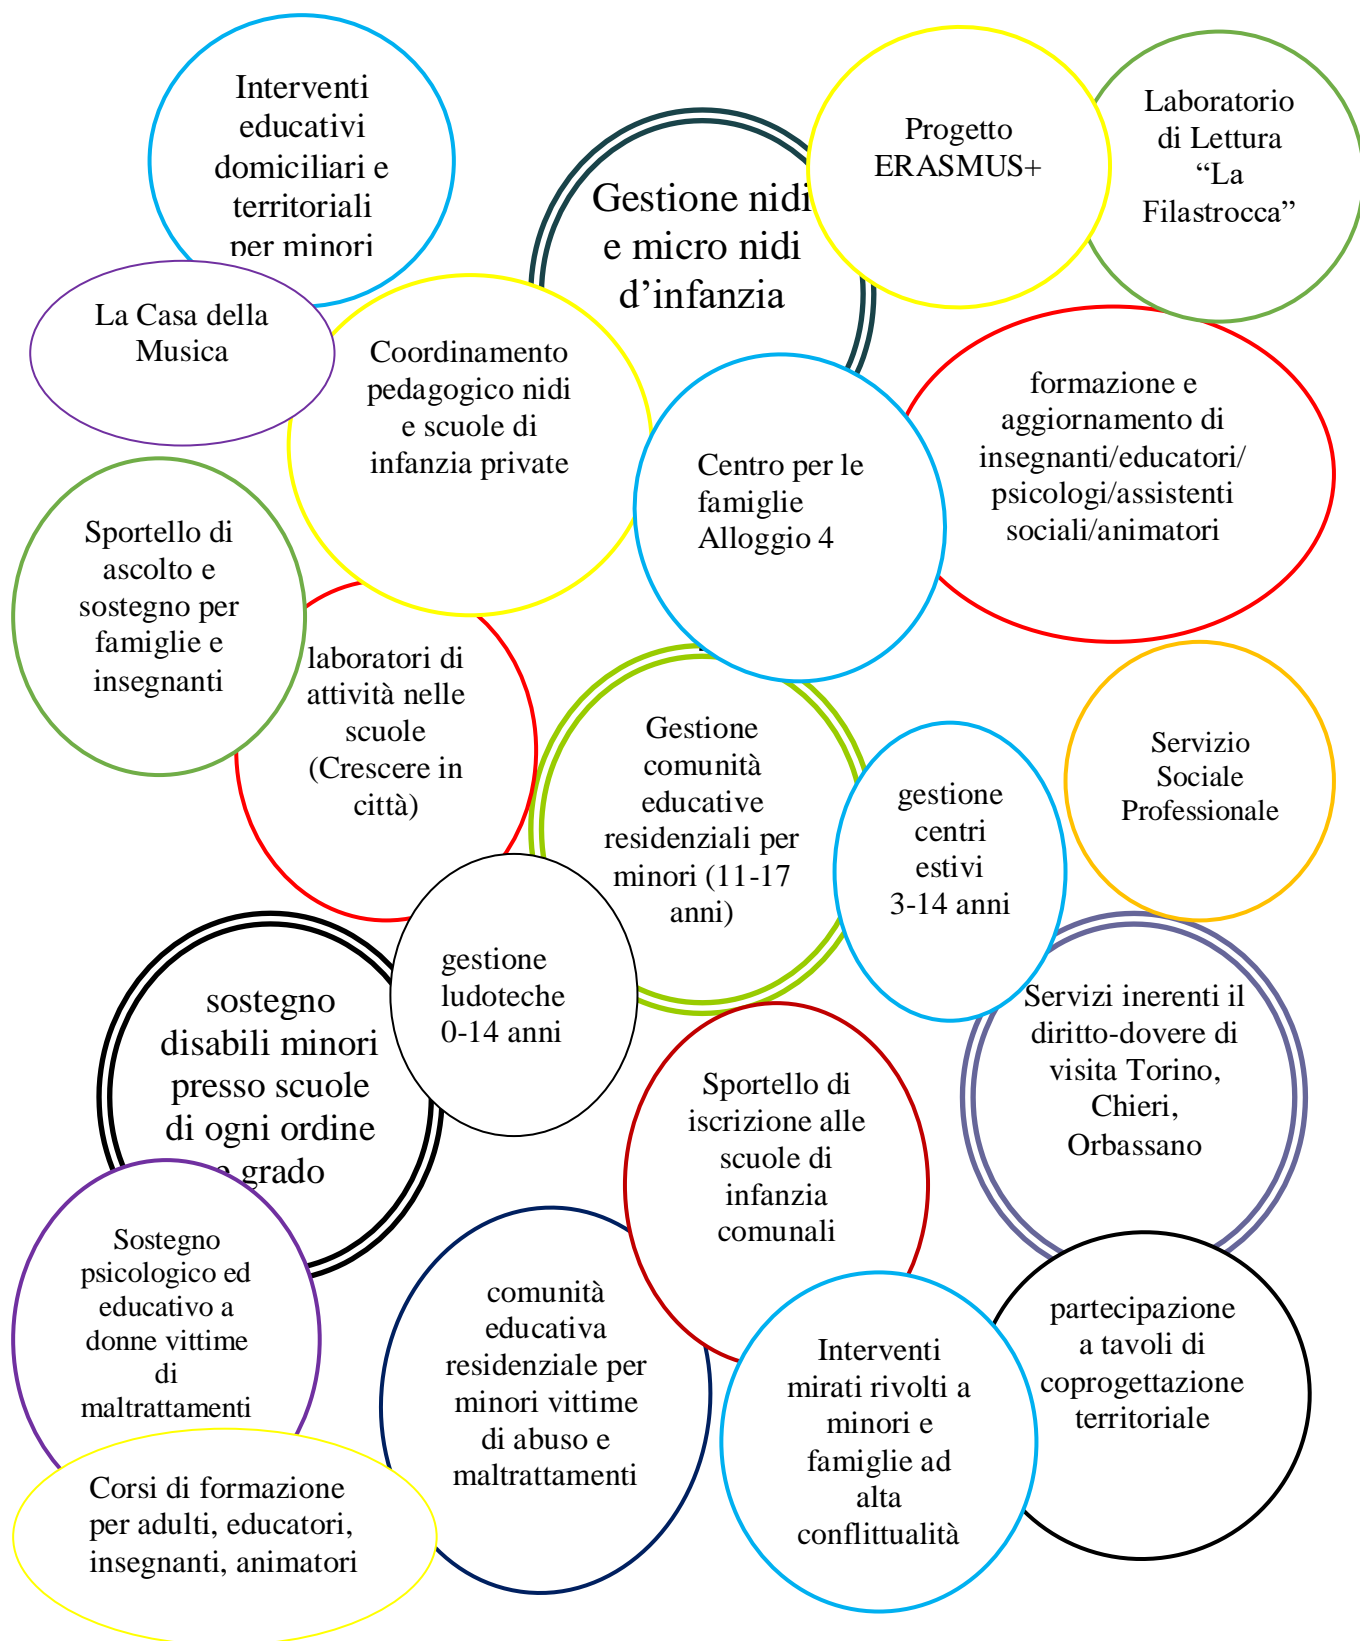 Interventi
educativi
domiciliari e
territoriali
per minori
Gestione nidi
e micro nidi
d’infanzia
Progetto
ERASMUS+
Laboratorio
di Lettura
“La
Filastrocca”
La Casa della
Musica
Coordinamento
pedagogico nidi
e scuole di
infanzia private
Centro per le
famiglie
Alloggio 4
formazione e
aggiornamento di
insegnanti/educatori/
psicologi/assistenti
sociali/animatori
Sportello di
ascolto e
sostegno per
famiglie e
insegnanti
laboratori di
attività nelle
scuole
(Crescere in
città)
Gestione
comunità
educative
residenziali per
minori (11-17
anni)
gestione
centri
estivi
3-14 anni
Servizio
Sociale
Professionale
sostegno
disabili minori
presso scuole
di ogni ordine
e grado
gestione
ludoteche
0-14 anni
Servizi inerenti il
diritto-dovere di
visita Torino,
Chieri,
Orbassano
Sportello di
iscrizione alle
scuole di
infanzia
comunali
Sostegno
psicologico ed
educativo a
donne vittime
di
maltrattamenti
comunità
educativa
residenziale per
minori vittime
di abuso e
maltrattamenti
Interventi
mirati rivolti a
minori e
famiglie ad
alta
conflittualità
partecipazione
a tavoli di
coprogettazione
territoriale
Corsi di formazione
per adulti, educatori,
insegnanti, animatori